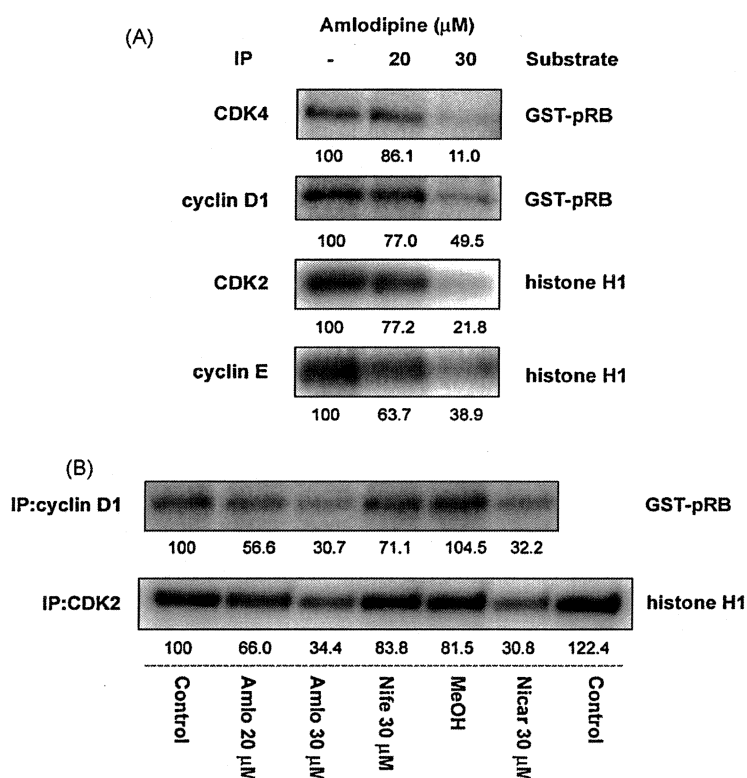 (A)
Amlodipine (μM)
IP - 20 30 Substrate
CDK4 GST-pRB
100 86.1 11.0
cyclin D1 GST-pRB
100 77.0 49.5
CDK2 histone H1
100 77.2 21.8
cyclin E histone H1
100 63.7 38.9
(B)
IP:cyclin D1 GST-pRB
100 56.6 30.7 71.1 104.5 32.2
IP:CDK2 histone H1
100 66.0 34.4 83.8 81.5 30.8 122.4
Control
Amlo 20 μM
Amlo 30 μM
Nife 30 μM
MeOH
Nicar 30 μM
Control